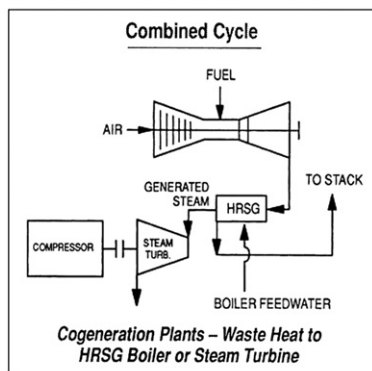 Combined Cycle
FUEL
AIR
GENERATED
STEAM
HRSG
TO STACK
COMPRESSOR
STEAM
TURB.
BOILER FEEDWATER
Cogeneration Plants – Waste Heat to
HRSG Boiler or Steam Turbine